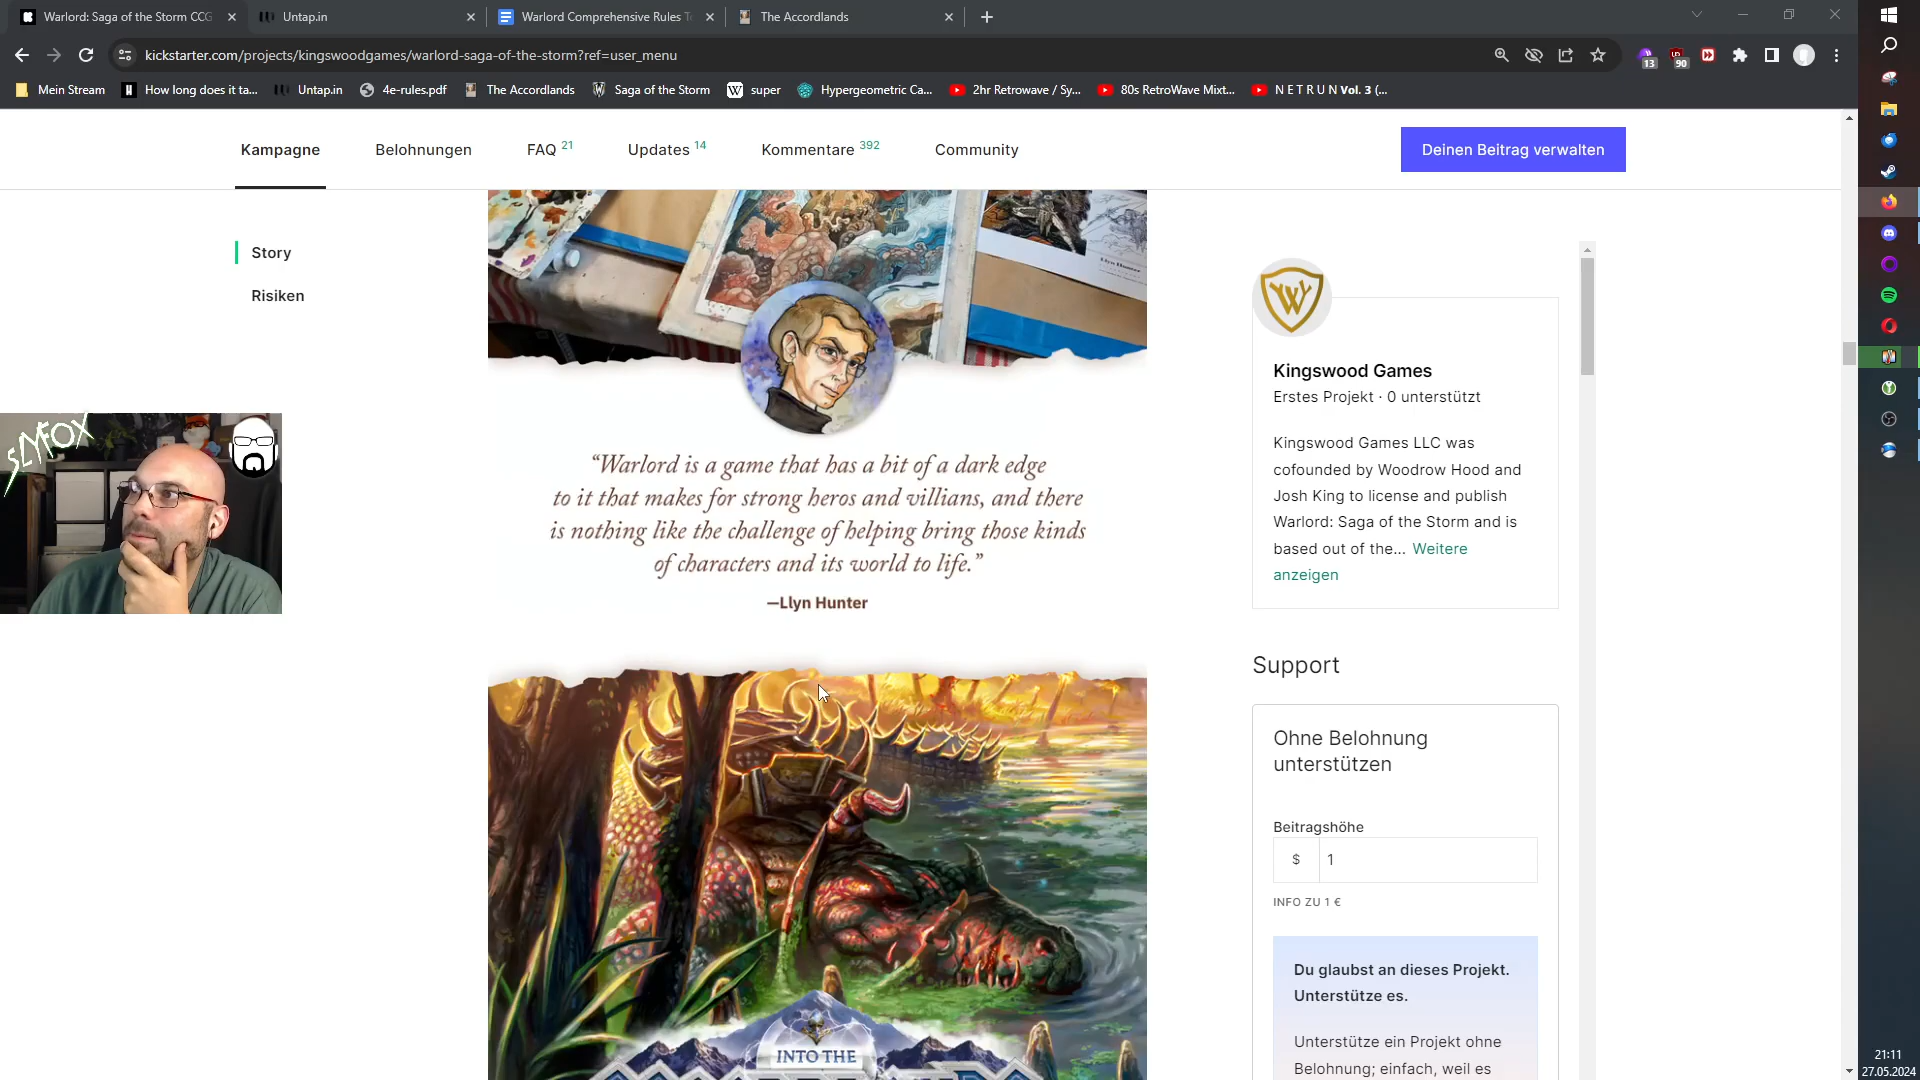 Warlord: Saga of the Storm CCG
Untap.in
Warlord Comprehensive Rules
The Accordlands
kickstarter.com/projects/kingswoodgames/warlord-saga-of-the-storm?ref=user_menu
13
90
Mein Stream
How long does it ta...
Untap.in
4e-rules.pdf
The Accordlands
Saga of the Storm
super
Hypergeometric Ca...
2hr Retrowave / Sy...
80s RetroWave Mixt...
N E T R U N Vol. 3 (...
Kampagne
Belohnungen
FAQ 21
Updates 14
Kommentare 392
Community
Deinen Beitrag verwalten
Story
Risiken
SLYFOX
“Warlord is a game that has a bit of a dark edge
to it that makes for strong heros and villians, and there
is nothing like the challenge of helping bring those kinds
of characters and its world to life.”
—Llyn Hunter
INTO THE
Kingswood Games
Erstes Projekt · 0 unterstützt
Kingswood Games LLC was
cofounded by Woodrow Hood and
Josh King to license and publish
Warlord: Saga of the Storm and is
based out of the... Weitere
anzeigen
Support
Ohne Belohnung
unterstützen
Beitragshöhe
$ 1
INFO ZU 1 €
Du glaubst an dieses Projekt.
Unterstütze es.
Unterstütze ein Projekt ohne
Belohnung; einfach, weil es
21:11
27.05.2024